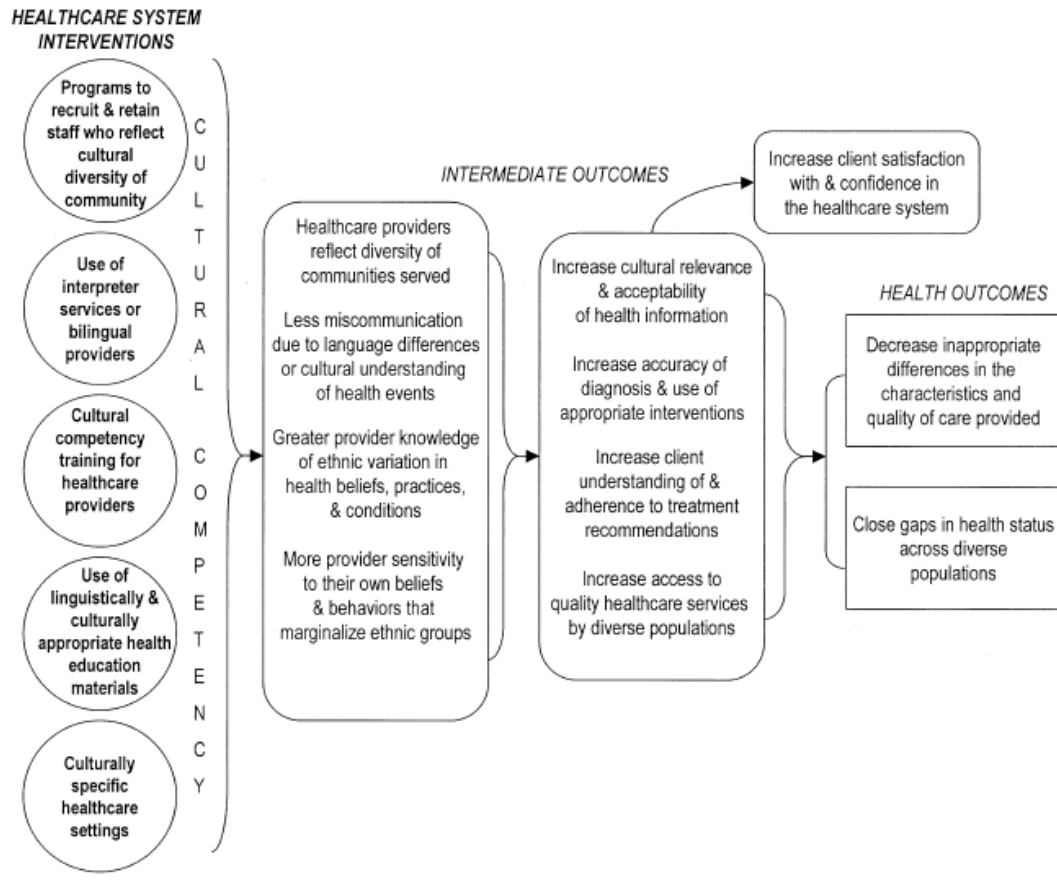 HEALTHCARE SYSTEM
INTERVENTIONS
Programs to
recruit & retain
staff who reflect
cultural
diversity of
community
Use of
interpreter
services or
bilingual
providers
Cultural
competency
training for
healthcare
providers
Use of
linguistically &
culturally
appropriate health
education
materials
Culturally
specific
healthcare
settings
CULTURAL COMPETENCY
INTERMEDIATE OUTCOMES
Healthcare providers
reflect diversity of
communities served
Less miscommunication
due to language differences
or cultural understanding
of health events
Greater provider knowledge
of ethnic variation in
health beliefs, practices,
& conditions
More provider sensitivity
to their own beliefs
& behaviors that
marginalize ethnic groups
Increase cultural relevance
& acceptability
of health information
Increase accuracy of
diagnosis & use of
appropriate interventions
Increase client
understanding of &
adherence to treatment
recommendations
Increase access to
quality healthcare services
by diverse populations
Increase client satisfaction
with & confidence in
the healthcare system
HEALTH OUTCOMES
Decrease inappropriate
differences in the
characteristics and
quality of care provided
Close gaps in health status
across diverse
populations